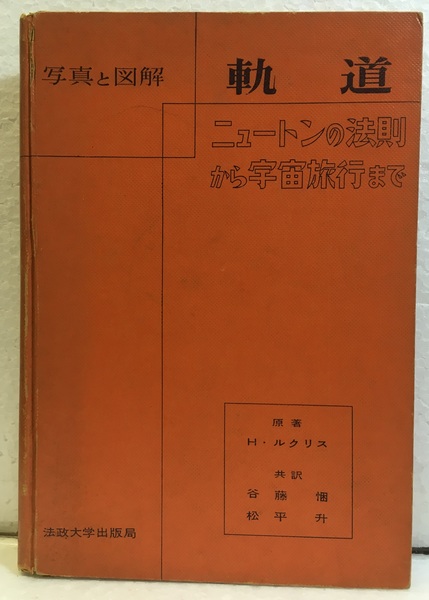 写真と図解
軌道
ニュートンの法則
から宇宙旅行まで
原著
H・ルクリス
共訳
谷藤悃
松平升
法政大学出版局